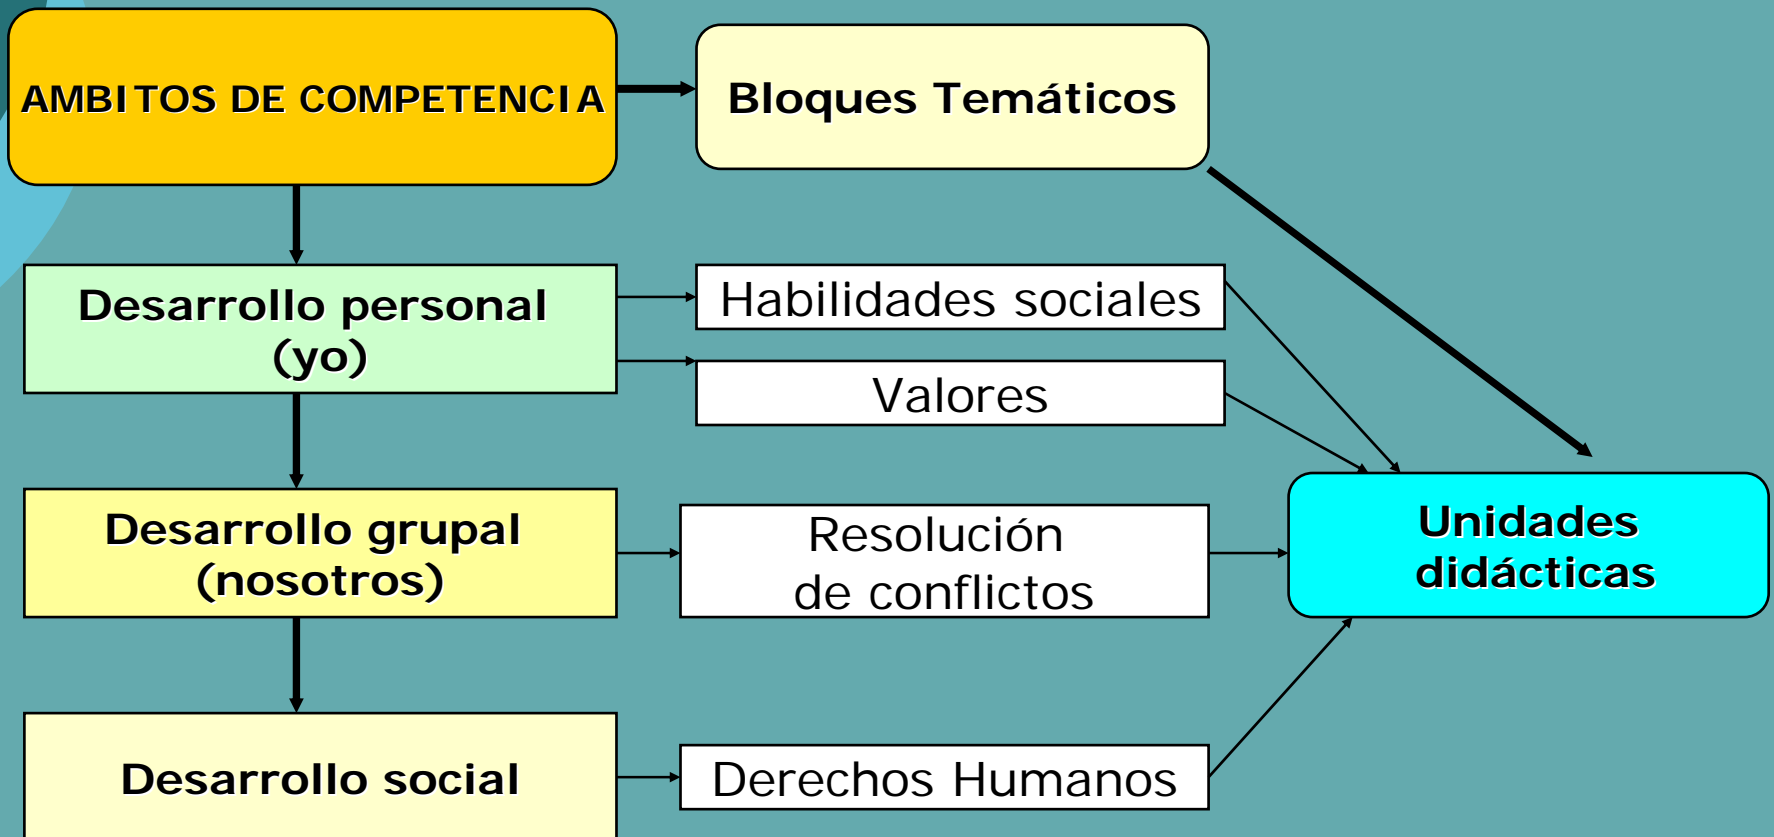 AMBITOS DE COMPETENCIA
Bloques Temáticos
Desarrollo personal
(yo)
Habilidades sociales
Valores
Desarrollo grupal
(nosotros)
Resolución
de conflictos
Unidades
didácticas
Desarrollo social
Derechos Humanos